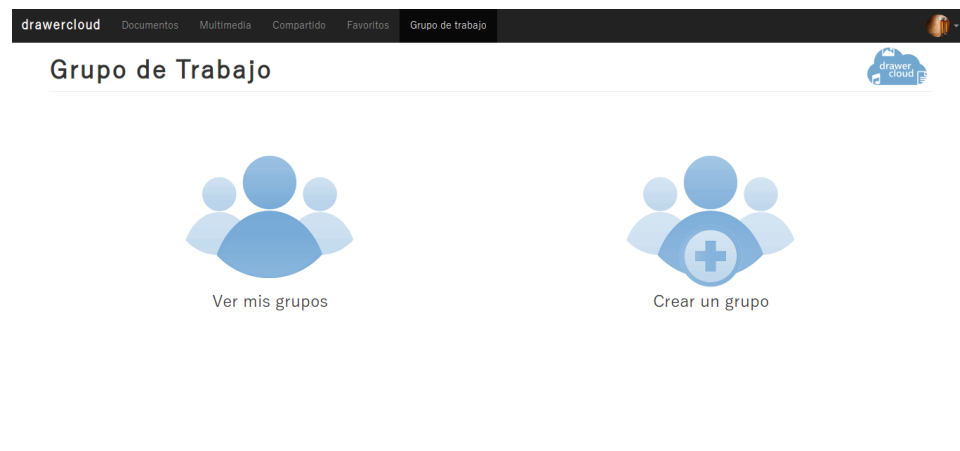 drawercloud Documentos Multimedia Compartido Favoritos Grupo de trabajo
Grupo de Trabajo
drawer
cloud
Ver mis grupos
Crear un grupo